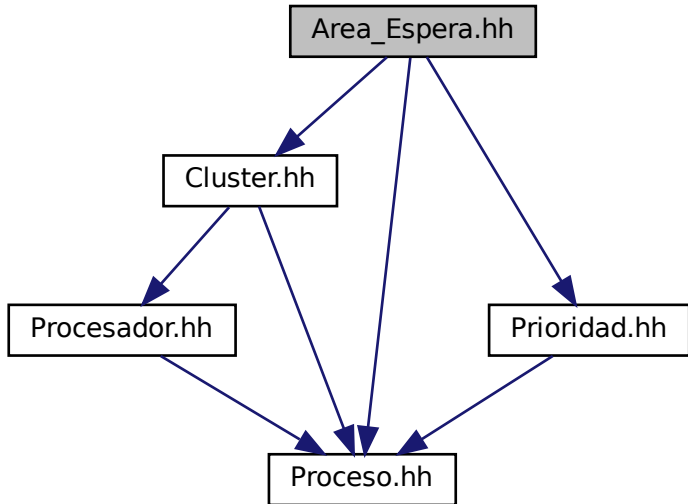 Area_Espera.hh
Cluster.hh
Procesador.hh
Prioridad.hh
Proceso.hh